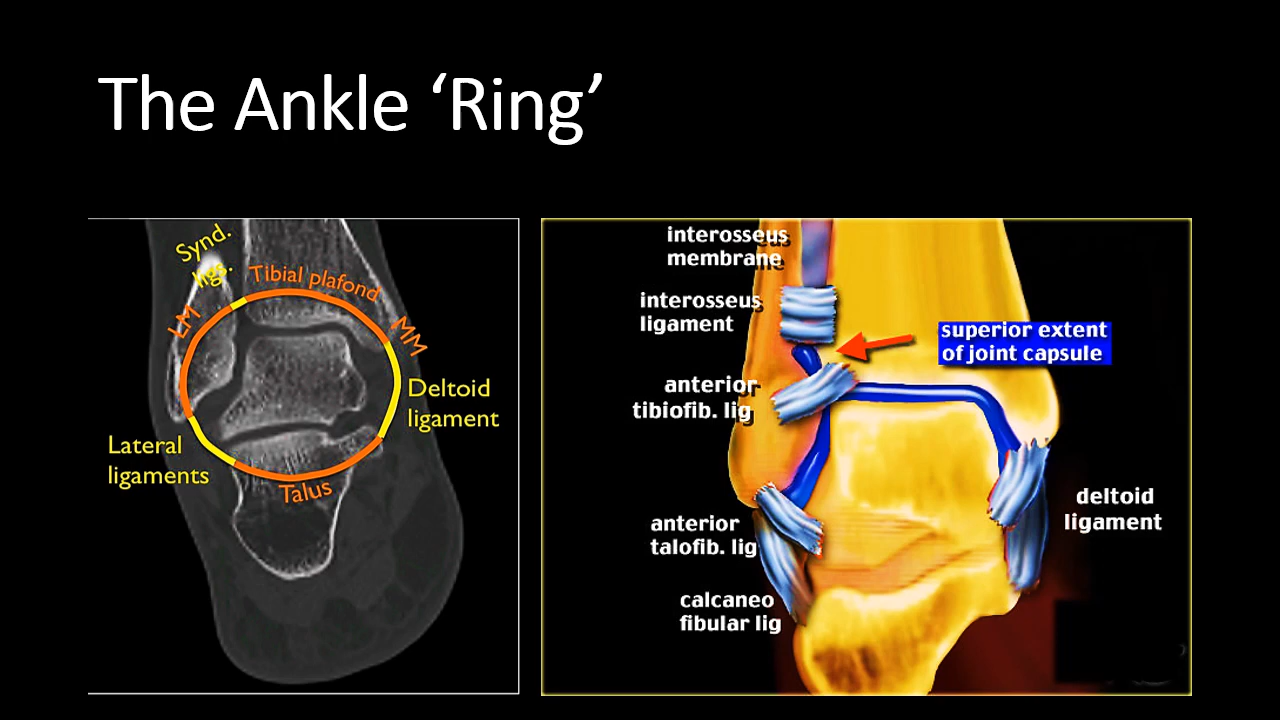 The Ankle ‘Ring’
Synd.
ligs.
Tibial plafond
LM
MM
Deltoid
ligament
Lateral
ligaments
Talus
interosseus
membrane
interosseus
ligament
superior extent
of joint capsule
anterior
tibiofib. lig
anterior
talofib. lig
deltoid
ligament
calcaneo
fibular lig